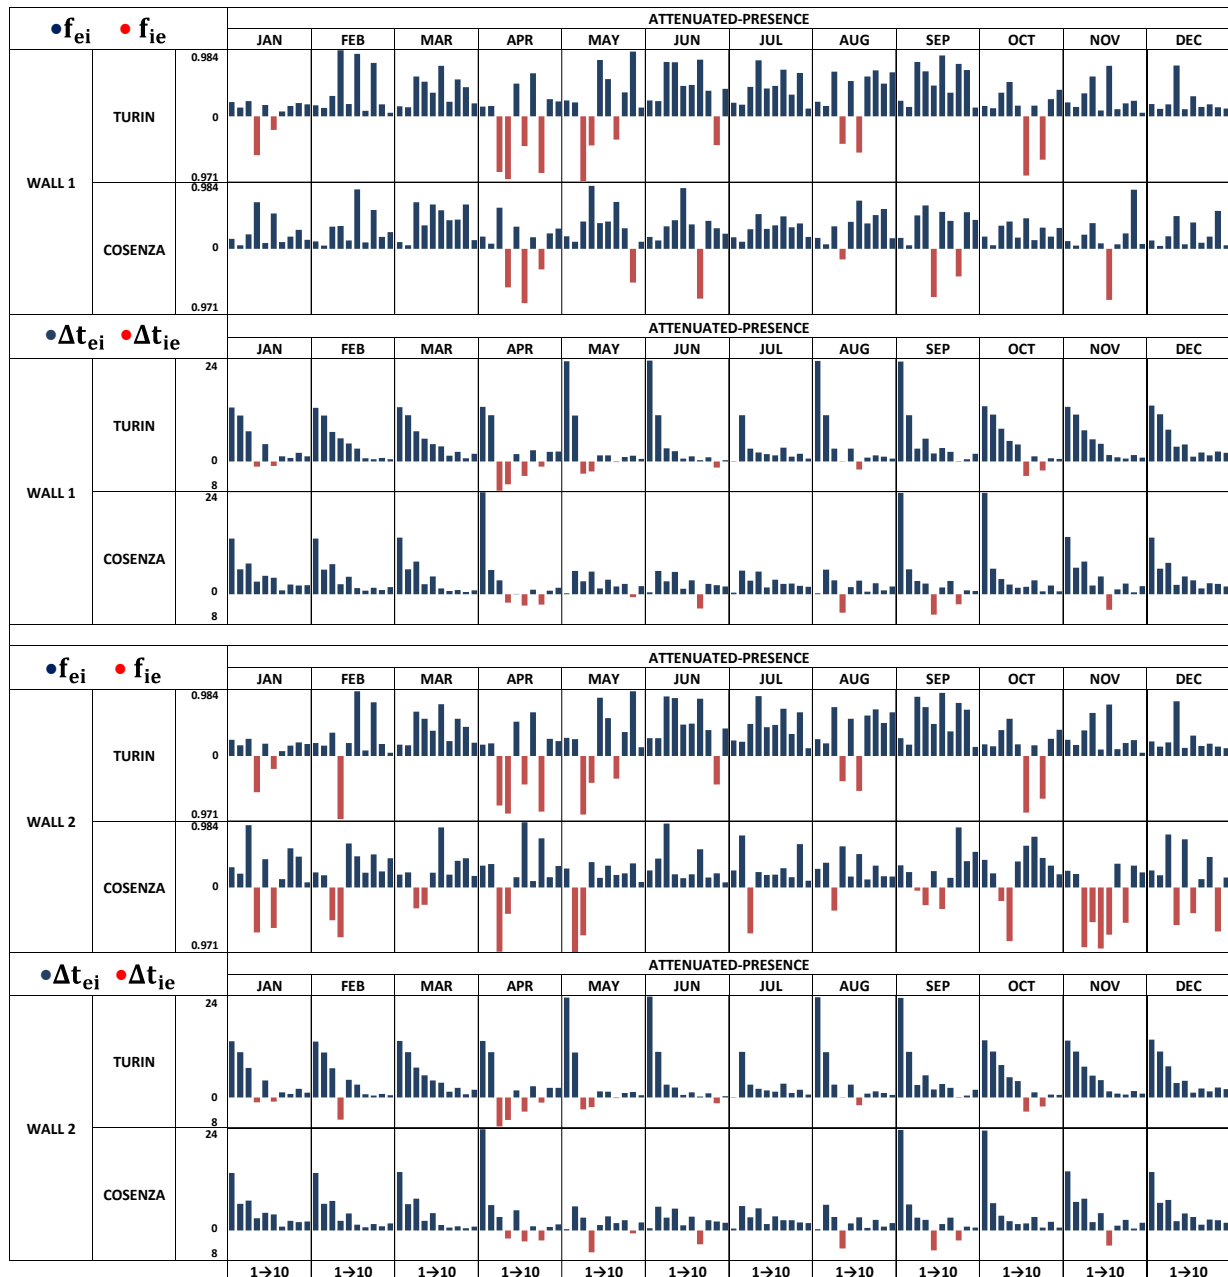 •f_ei • f_ie ATTENUATED-PRESENCE
JAN FEB MAR APR MAY JUN JUL AUG SEP OCT NOV DEC
WALL 1 TURIN 0.984
0
0.971
COSENZA 0.984
0
0.971
•Δt_ei •Δt_ie ATTENUATED-PRESENCE
JAN FEB MAR APR MAY JUN JUL AUG SEP OCT NOV DEC
WALL 1 TURIN 24
0
8
COSENZA 24
0
8
•f_ei • f_ie ATTENUATED-PRESENCE
JAN FEB MAR APR MAY JUN JUL AUG SEP OCT NOV DEC
WALL 2 TURIN 0.984
0
0.971
COSENZA 0.984
0
0.971
•Δt_ei •Δt_ie ATTENUATED-PRESENCE
JAN FEB MAR APR MAY JUN JUL AUG SEP OCT NOV DEC
WALL 2 TURIN 24
0
8
COSENZA 24
0
8
1→10 1→10 1→10 1→10 1→10 1→10 1→10 1→10 1→10 1→10 1→10 1→10